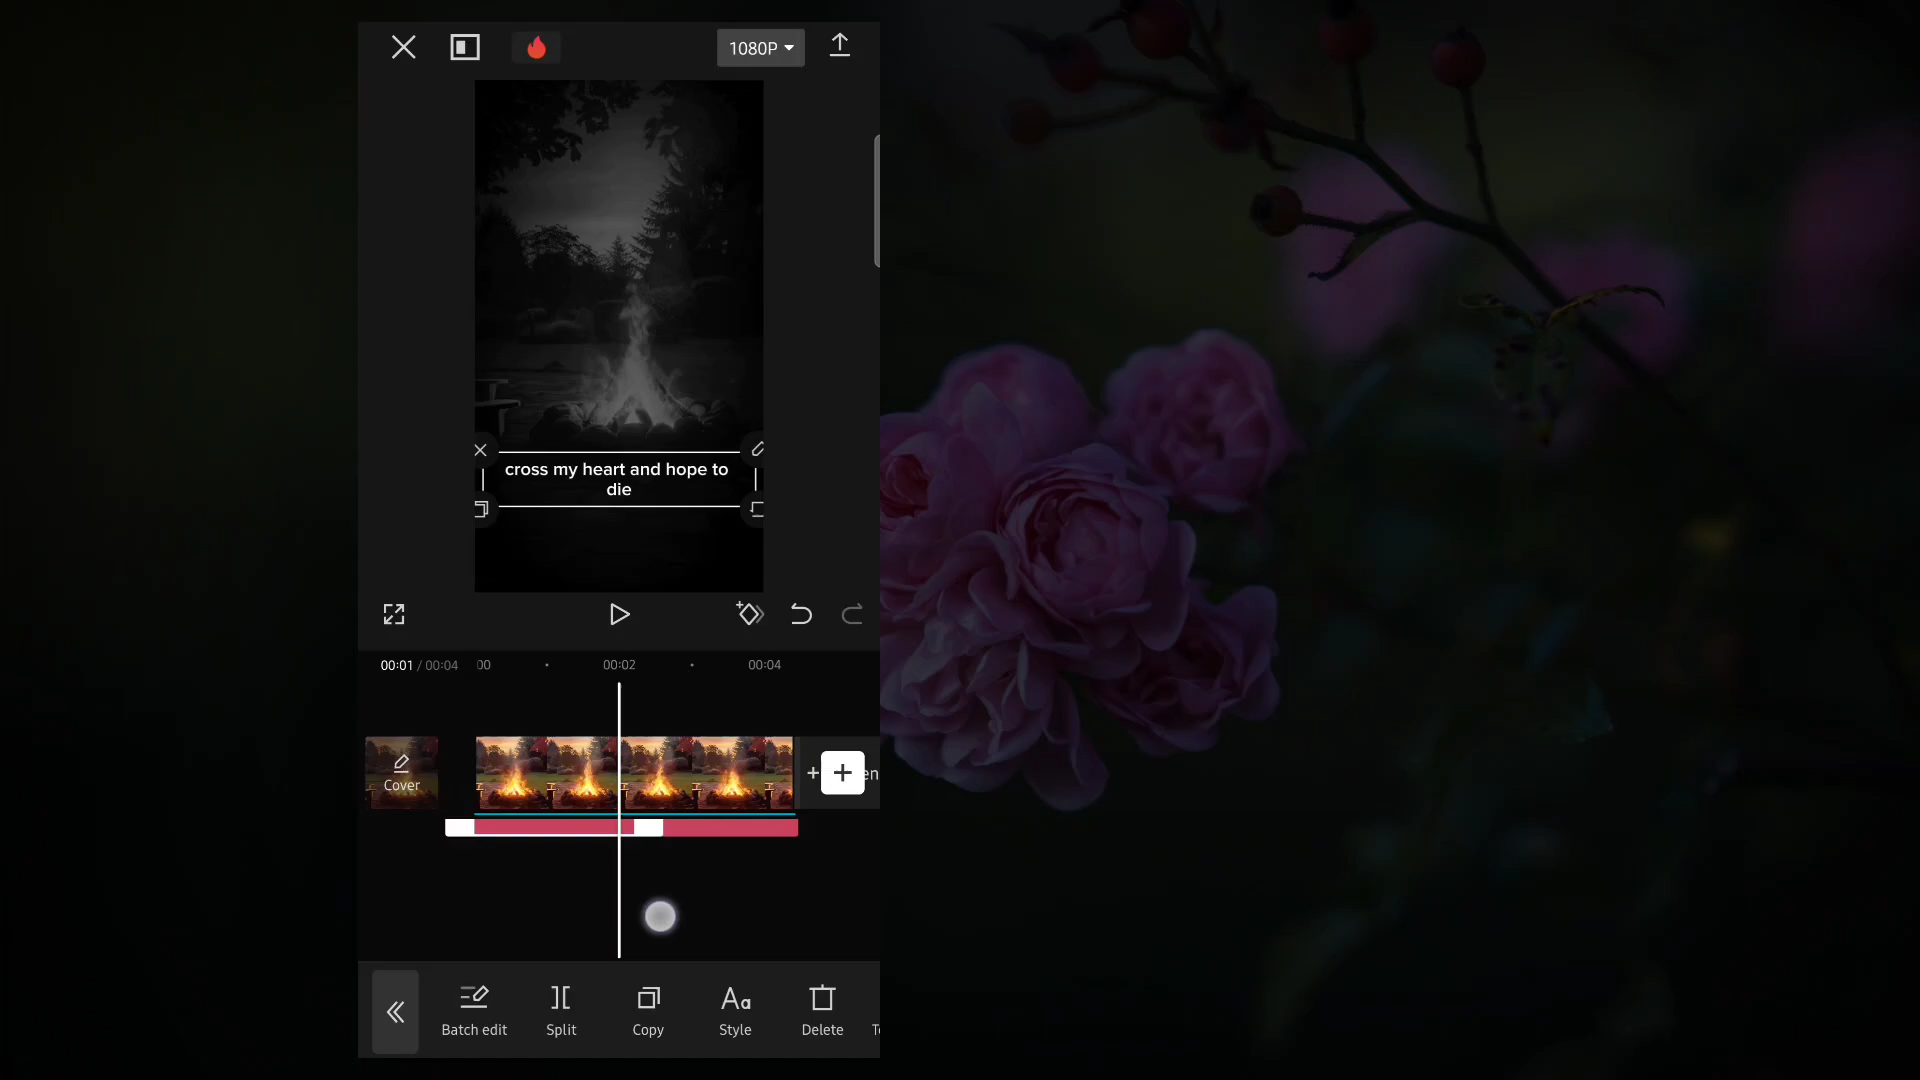 1080P
cross my heart and hope to
die
00:01 / 00:04
00
00:02
00:04
Cover
Batch edit
Split
Copy
Style
Delete